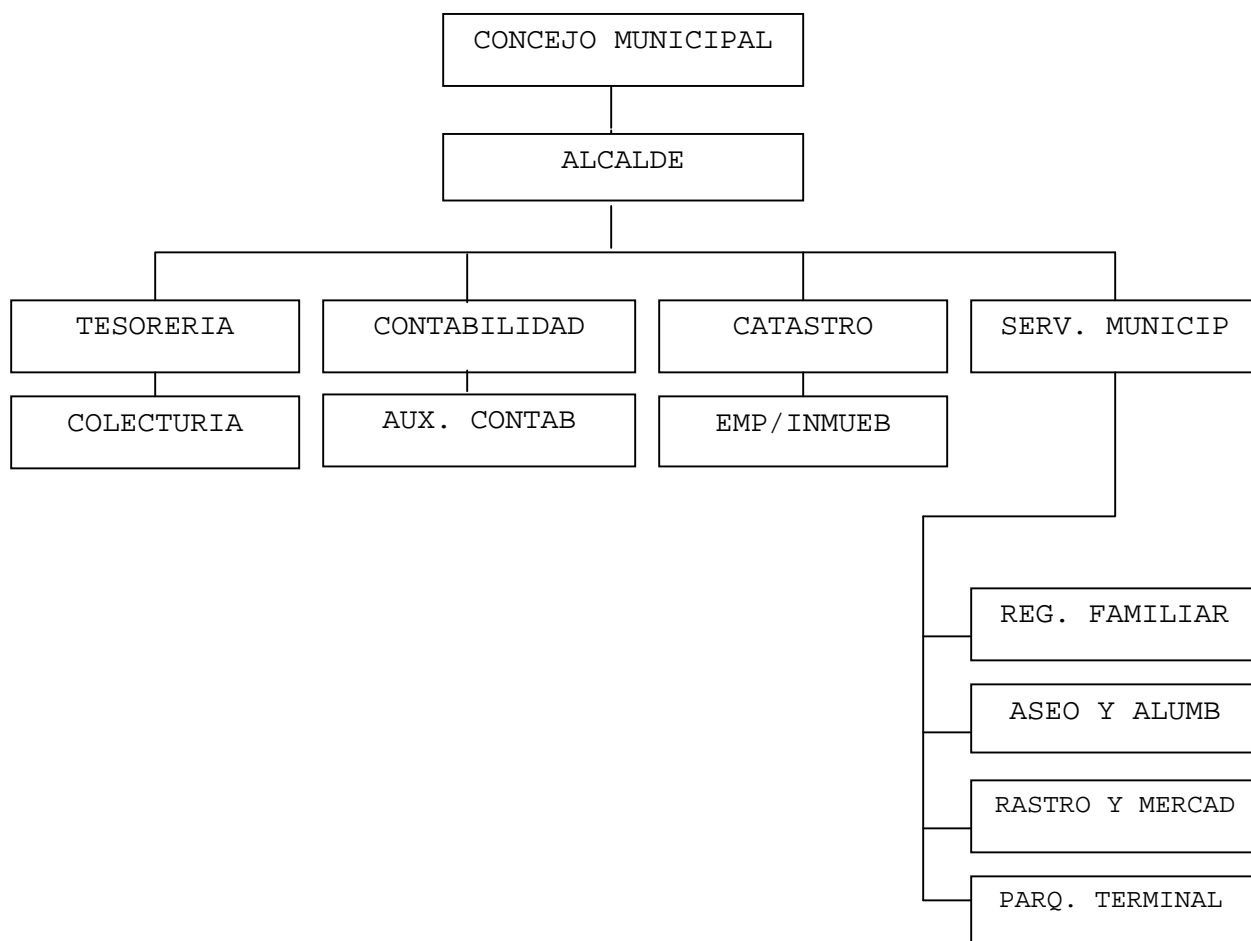 CONCEJO MUNICIPAL
ALCALDE
TESORERIA
CONTABILIDAD
CATASTRO
SERV. MUNICIP
COLECTURIA
AUX. CONTAB
EMP/INMUEB
REG. FAMILIAR
ASEO Y ALUMB
RASTRO Y MERCAD
PARQ. TERMINAL